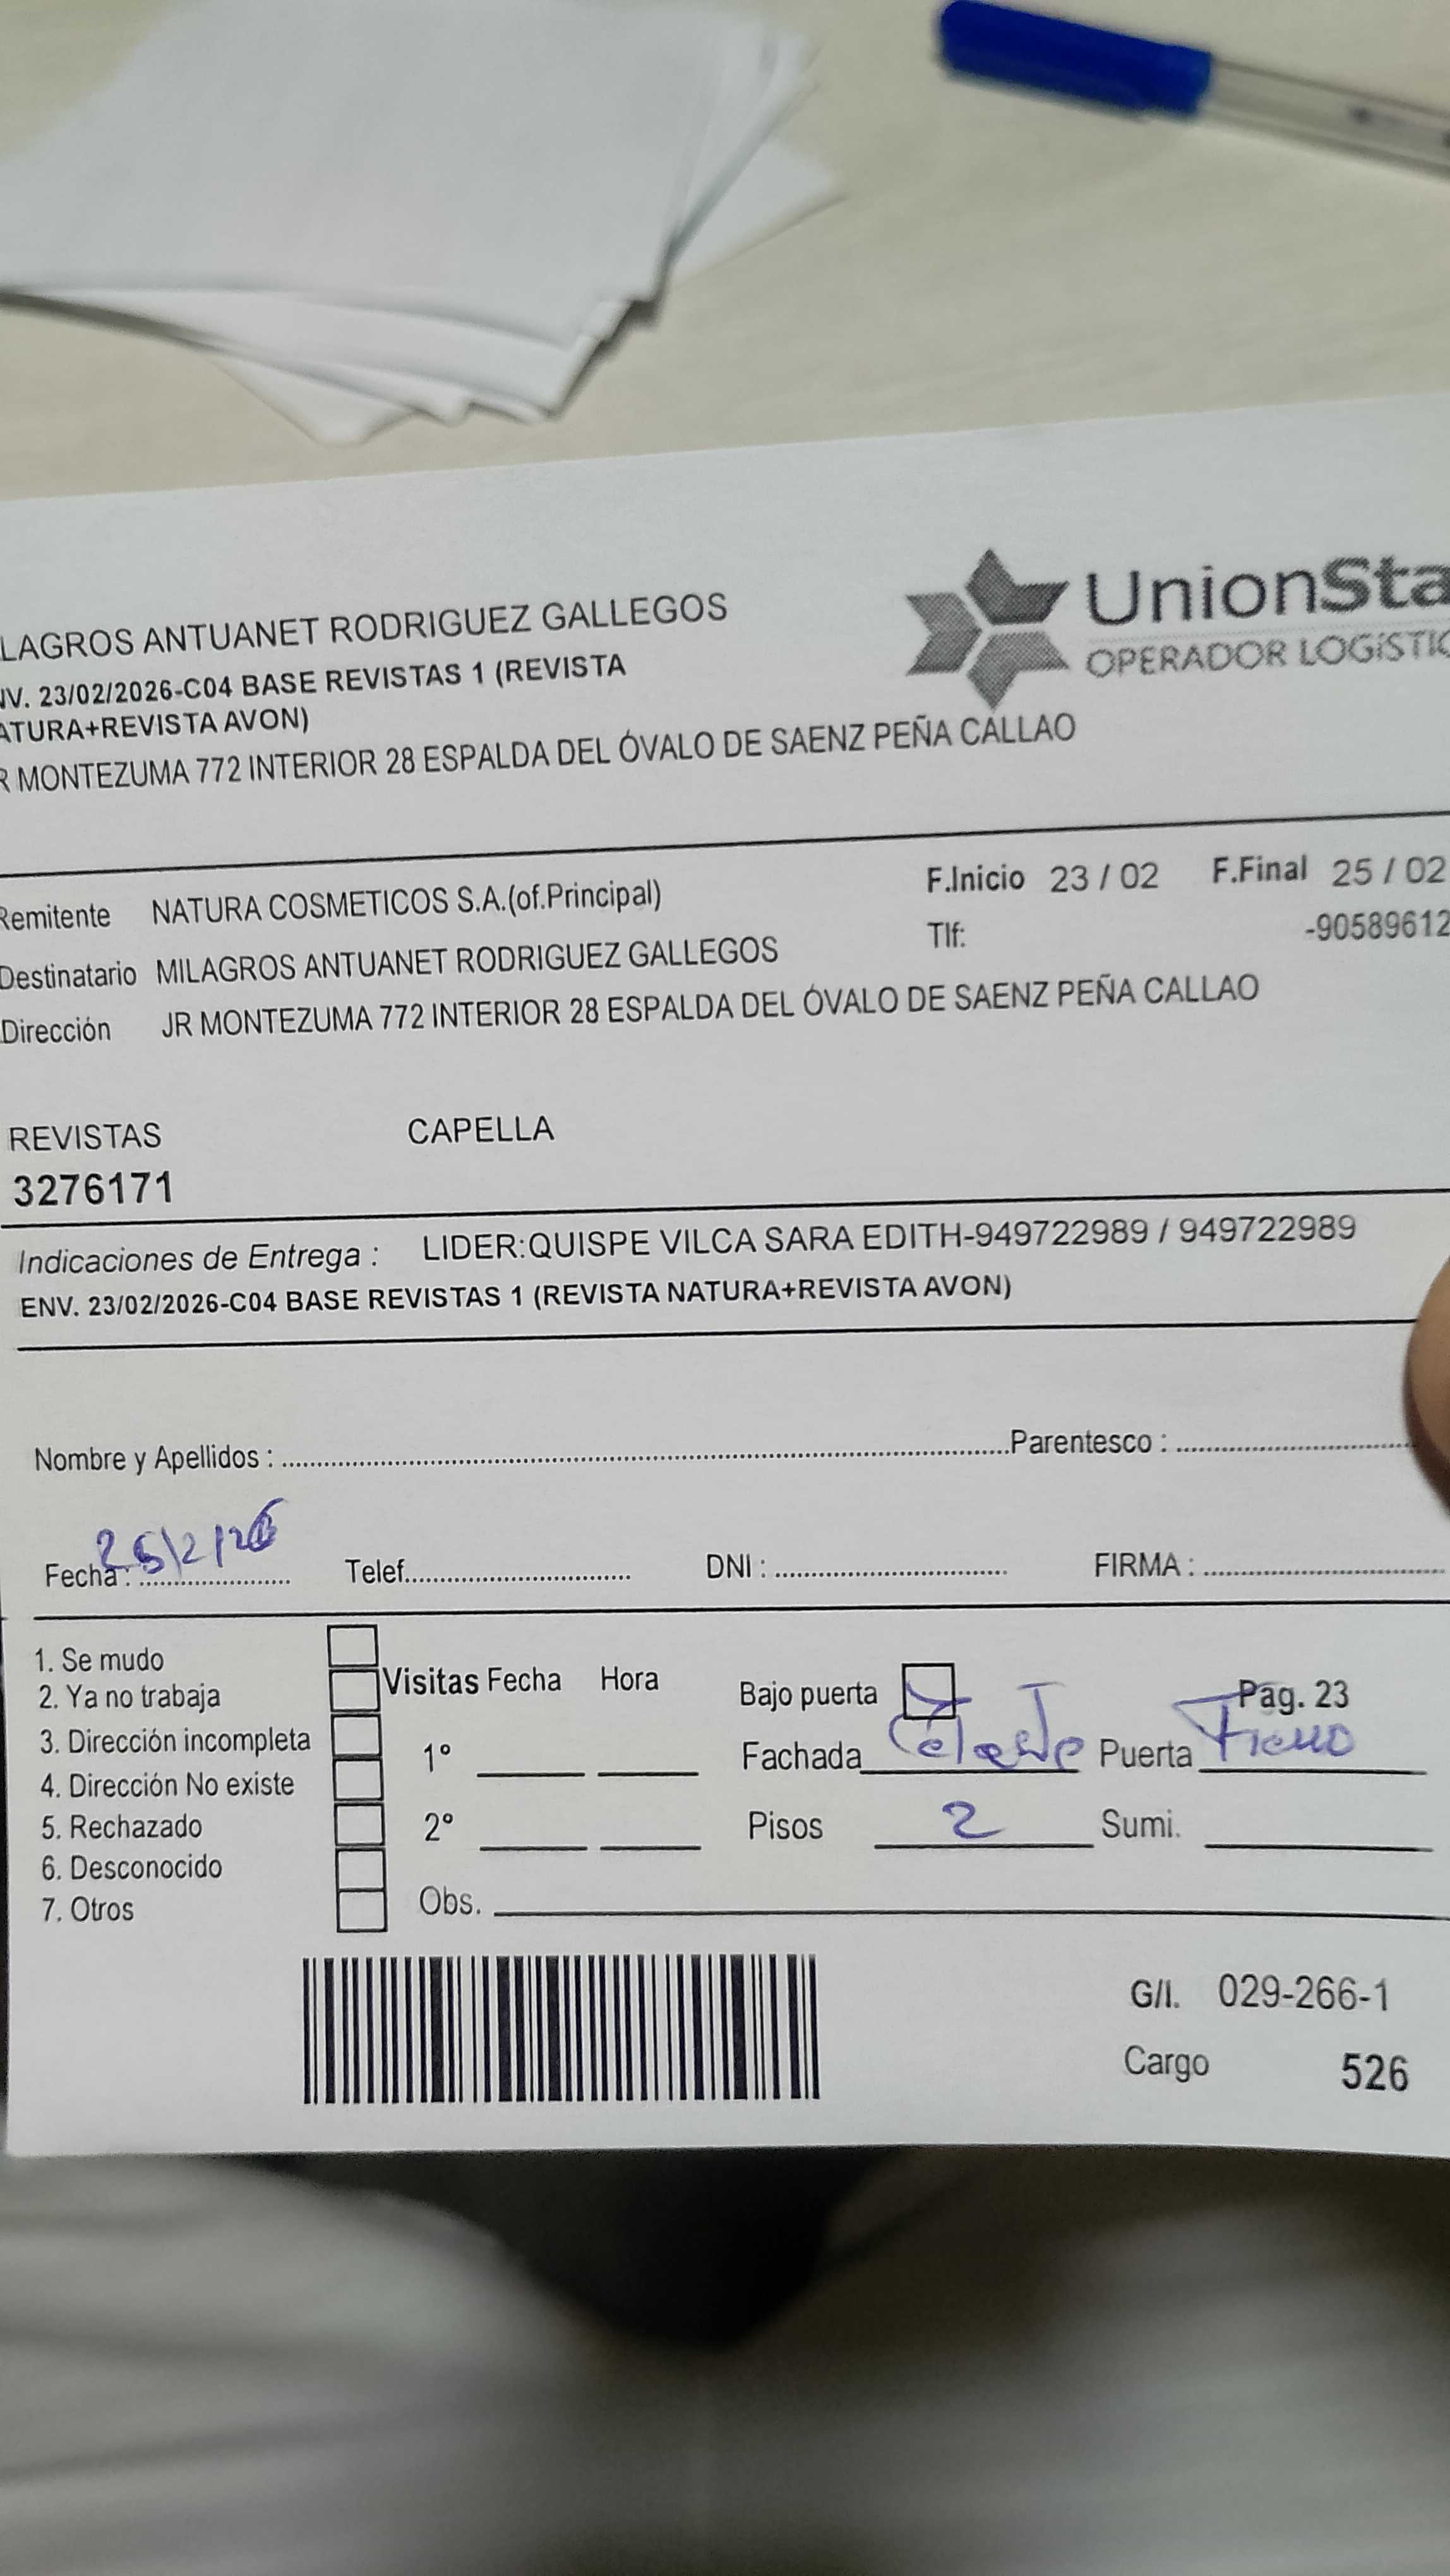 LAGROS ANTUANET RODRIGUEZ GALLEGOS
UnionSta
OPERADOR LOGíSTIC
NV. 23/02/2026-C04 BASE REVISTAS 1 (REVISTA
ATURA+REVISTA AVON)
R MONTEZUMA 772 INTERIOR 28 ESPALDA DEL ÓVALO DE SAENZ PEÑA CALLAO
Remitente NATURA COSMETICOS S.A.(of.Principal) F.Inicio 23 / 02 F.Final 25 / 02
Tlf: -90589612
Destinatario MILAGROS ANTUANET RODRIGUEZ GALLEGOS
Dirección JR MONTEZUMA 772 INTERIOR 28 ESPALDA DEL ÓVALO DE SAENZ PEÑA CALLAO
REVISTAS CAPELLA
3276171
Indicaciones de Entrega : LIDER:QUISPE VILCA SARA EDITH-949722989 / 949722989
ENV. 23/02/2026-C04 BASE REVISTAS 1 (REVISTA NATURA+REVISTA AVON)
Nombre y Apellidos : Parentesco :
Fecha: 25/2/26 Telef. DNI : FIRMA :
1. Se mudo
2. Ya no trabaja
3. Dirección incompleta
4. Dirección No existe
5. Rechazado
6. Desconocido
7. Otros
Visitas Fecha Hora
1º
2º
Obs.
Bajo puerta Pag. 23
Fachada Celeste Puerta Fierro
Pisos 2 Sumi.
G/I. 029-266-1
Cargo 526